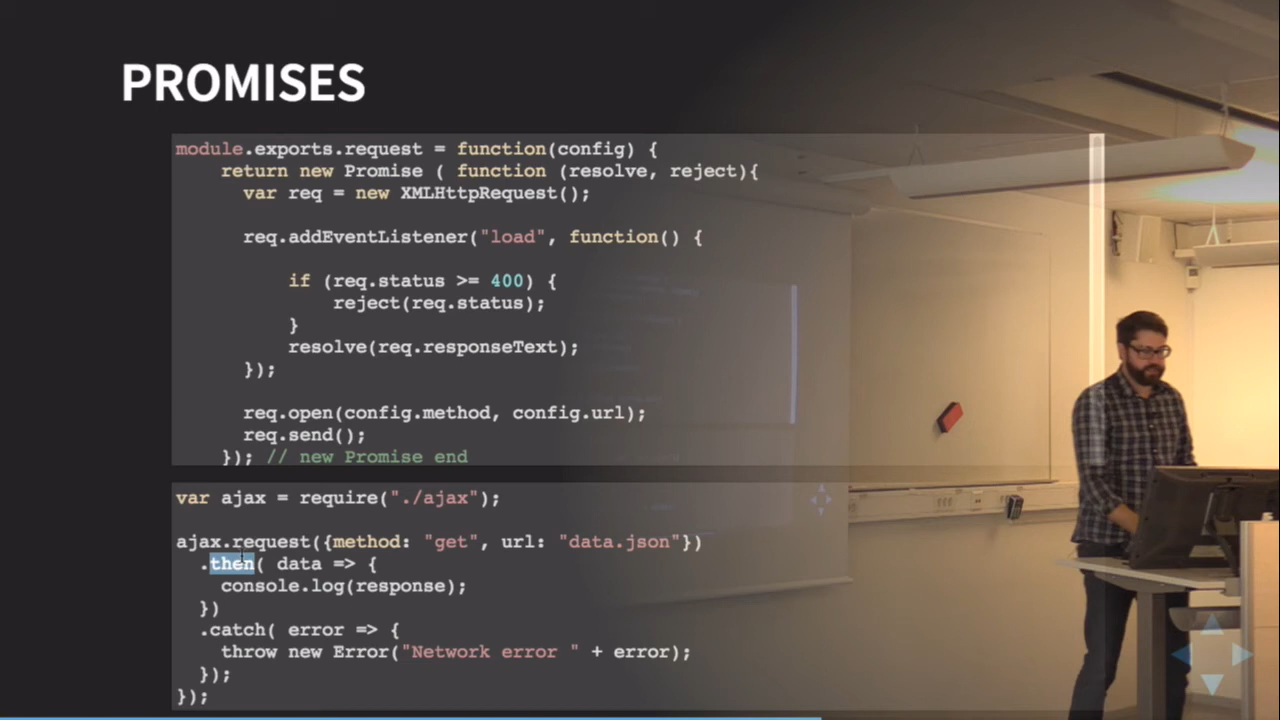 PROMISES
module.exports.request = function(config) {
return new Promise ( function (resolve, reject){
var req = new XMLHttpRequest();
req.addEventListener("load", function() {
if (req.status >= 400) {
reject(req.status);
}
resolve(req.responseText);
});
req.open(config.method, config.url);
req.send();
}); // new Promise end
var ajax = require("./ajax");
ajax.request({method: "get", url: "data.json"})
.then( data => {
console.log(response);
})
.catch( error => {
throw new Error("Network error " + error);
});
});